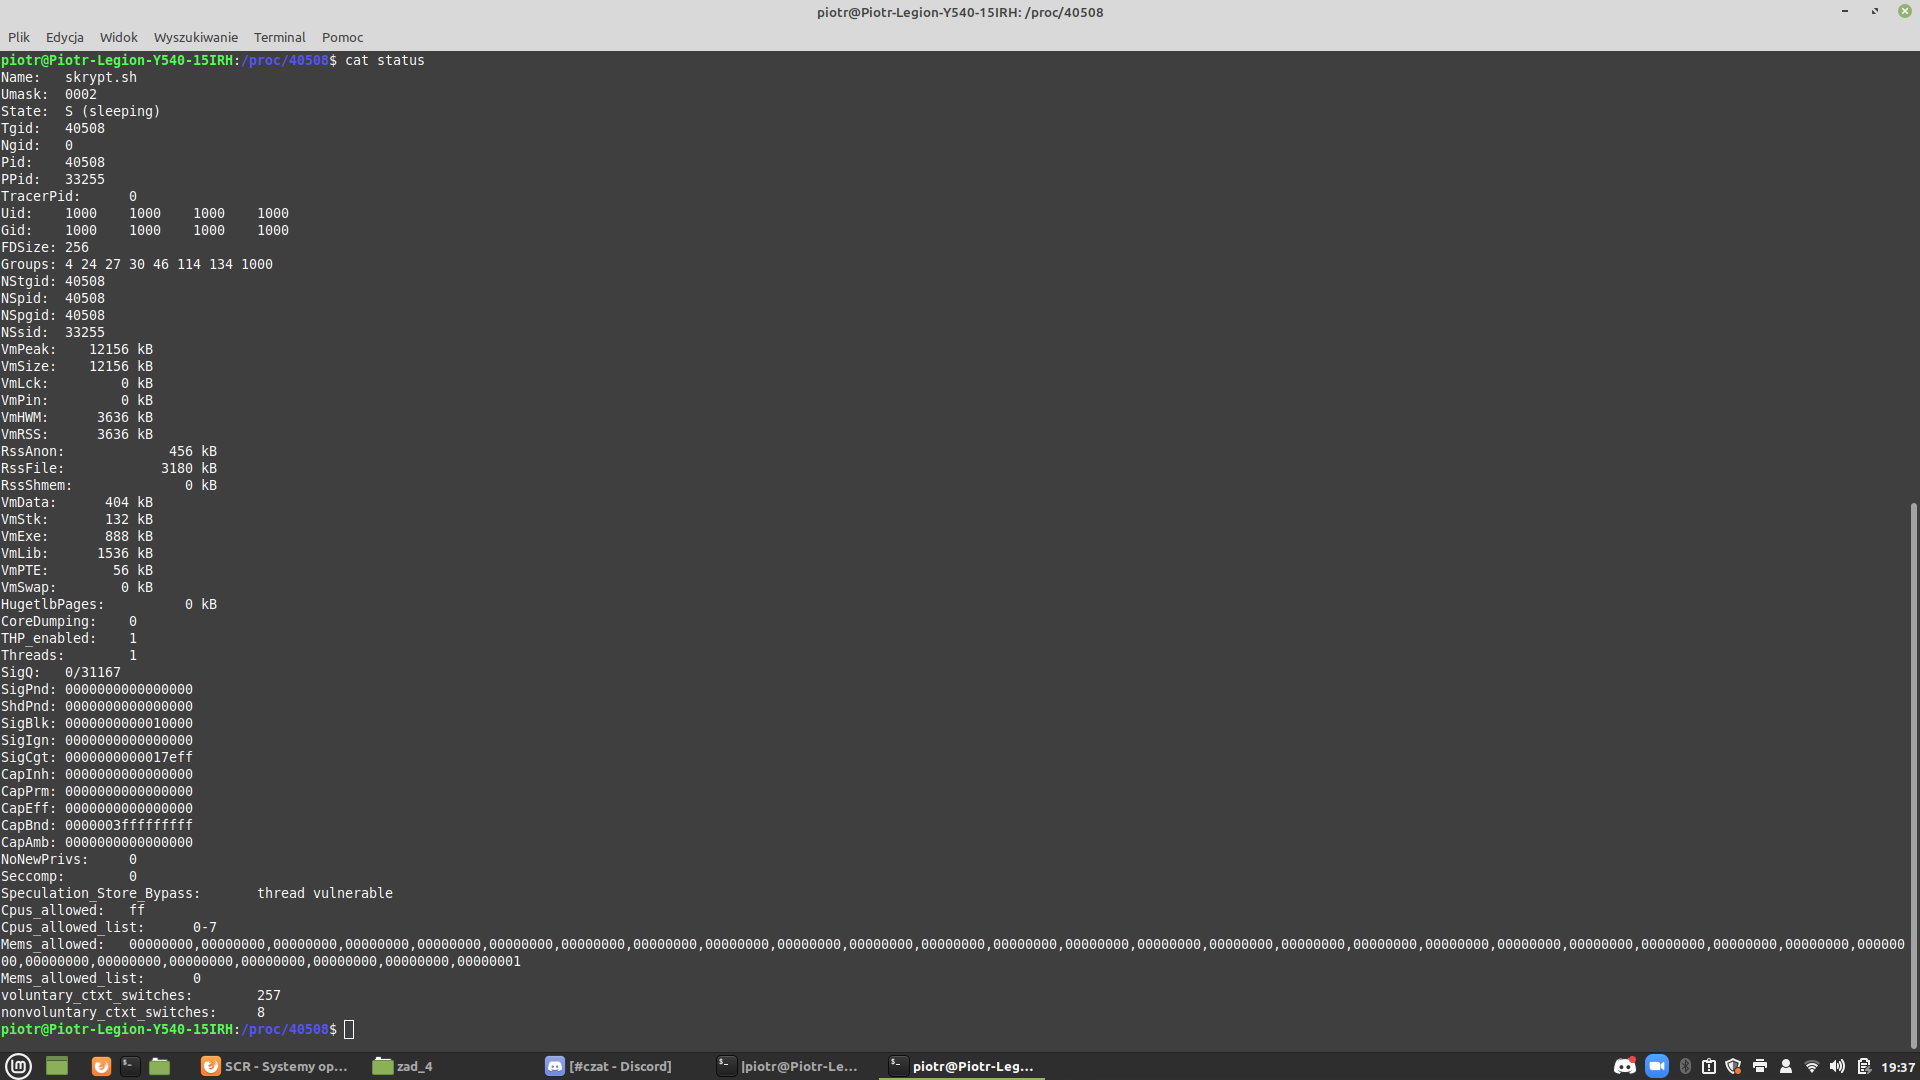 piotr@Piotr-Legion-Y540-15IRH: /proc/40508
Plik Edycja Widok Wyszukiwanie Terminal Pomoc
piotr@Piotr-Legion-Y540-15IRH:/proc/40508$ cat status
Name: skrypt.sh
Umask: 0002
State: S (sleeping)
Tgid: 40508
Ngid: 0
Pid: 40508
PPid: 33255
TracerPid: 0
Uid: 1000 1000 1000 1000
Gid: 1000 1000 1000 1000
FDSize: 256
Groups: 4 24 27 30 46 114 134 1000
NStgid: 40508
NSpid: 40508
NSpgid: 40508
NSsid: 33255
VmPeak: 12156 kB
VmSize: 12156 kB
VmLck: 0 kB
VmPin: 0 kB
VmHWM: 3636 kB
VmRSS: 3636 kB
RssAnon: 456 kB
RssFile: 3180 kB
RssShmem: 0 kB
VmData: 404 kB
VmStk: 132 kB
VmExe: 888 kB
VmLib: 1536 kB
VmPTE: 56 kB
VmSwap: 0 kB
HugetlbPages: 0 kB
CoreDumping: 0
THP_enabled: 1
Threads: 1
SigQ: 0/31167
SigPnd: 0000000000000000
ShdPnd: 0000000000000000
SigBlk: 0000000000010000
SigIgn: 0000000000000000
SigCgt: 0000000000017eff
CapInh: 0000000000000000
CapPrm: 0000000000000000
CapEff: 0000000000000000
CapBnd: 0000003fffffffff
CapAmb: 0000000000000000
NoNewPrivs: 0
Seccomp: 0
Speculation_Store_Bypass: thread vulnerable
Cpus_allowed: ff
Cpus_allowed_list: 0-7
Mems_allowed: 00000000,00000000,00000000,00000000,00000000,00000000,00000000,00000000,00000000,00000000,00000000,00000000,00000000,00000000,00000000,00000000,00000000,00000000,00000000,00000000,00000000,00000000,00000000,00000000,000000
00,00000000,00000000,00000000,00000000,00000000,00000000,00000001
Mems_allowed_list: 0
voluntary_ctxt_switches: 257
nonvoluntary_ctxt_switches: 8
piotr@Piotr-Legion-Y540-15IRH:/proc/40508$
SCR - Systemy op... zad_4 [#czat - Discord] |piotr@Piotr-Le... piotr@Piotr-Leg... 19:37